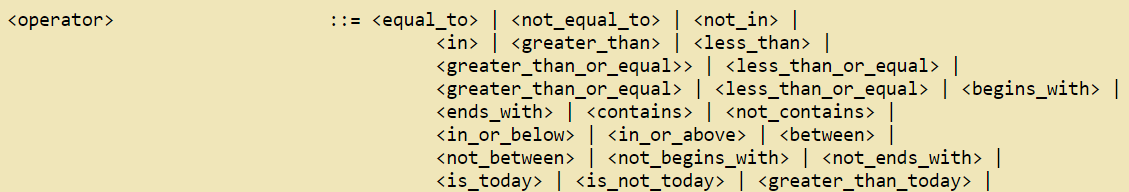 <operator> ::= <equal_to> | <not_equal_to> | <not_in> |
<in> | <greater_than> | <less_than> |
<greater_than_or_equal>> | <less_than_or_equal> |
<greater_than_or_equal> | <less_than_or_equal> | <begins_with> |
<ends_with> | <contains> | <not_contains> |
<in_or_below> | <in_or_above> | <between> |
<not_between> | <not_begins_with> | <not_ends_with> |
<is_today> | <is_not_today> | <greater_than_today> |